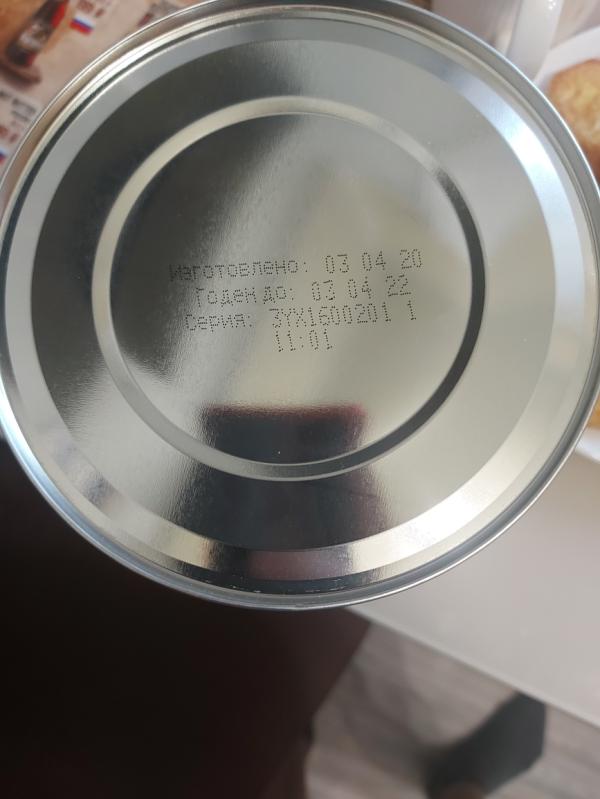 Изготовлено: 03 04 20
Годен до: 03 04 22
Серия: 3YX1600201 1
11:01